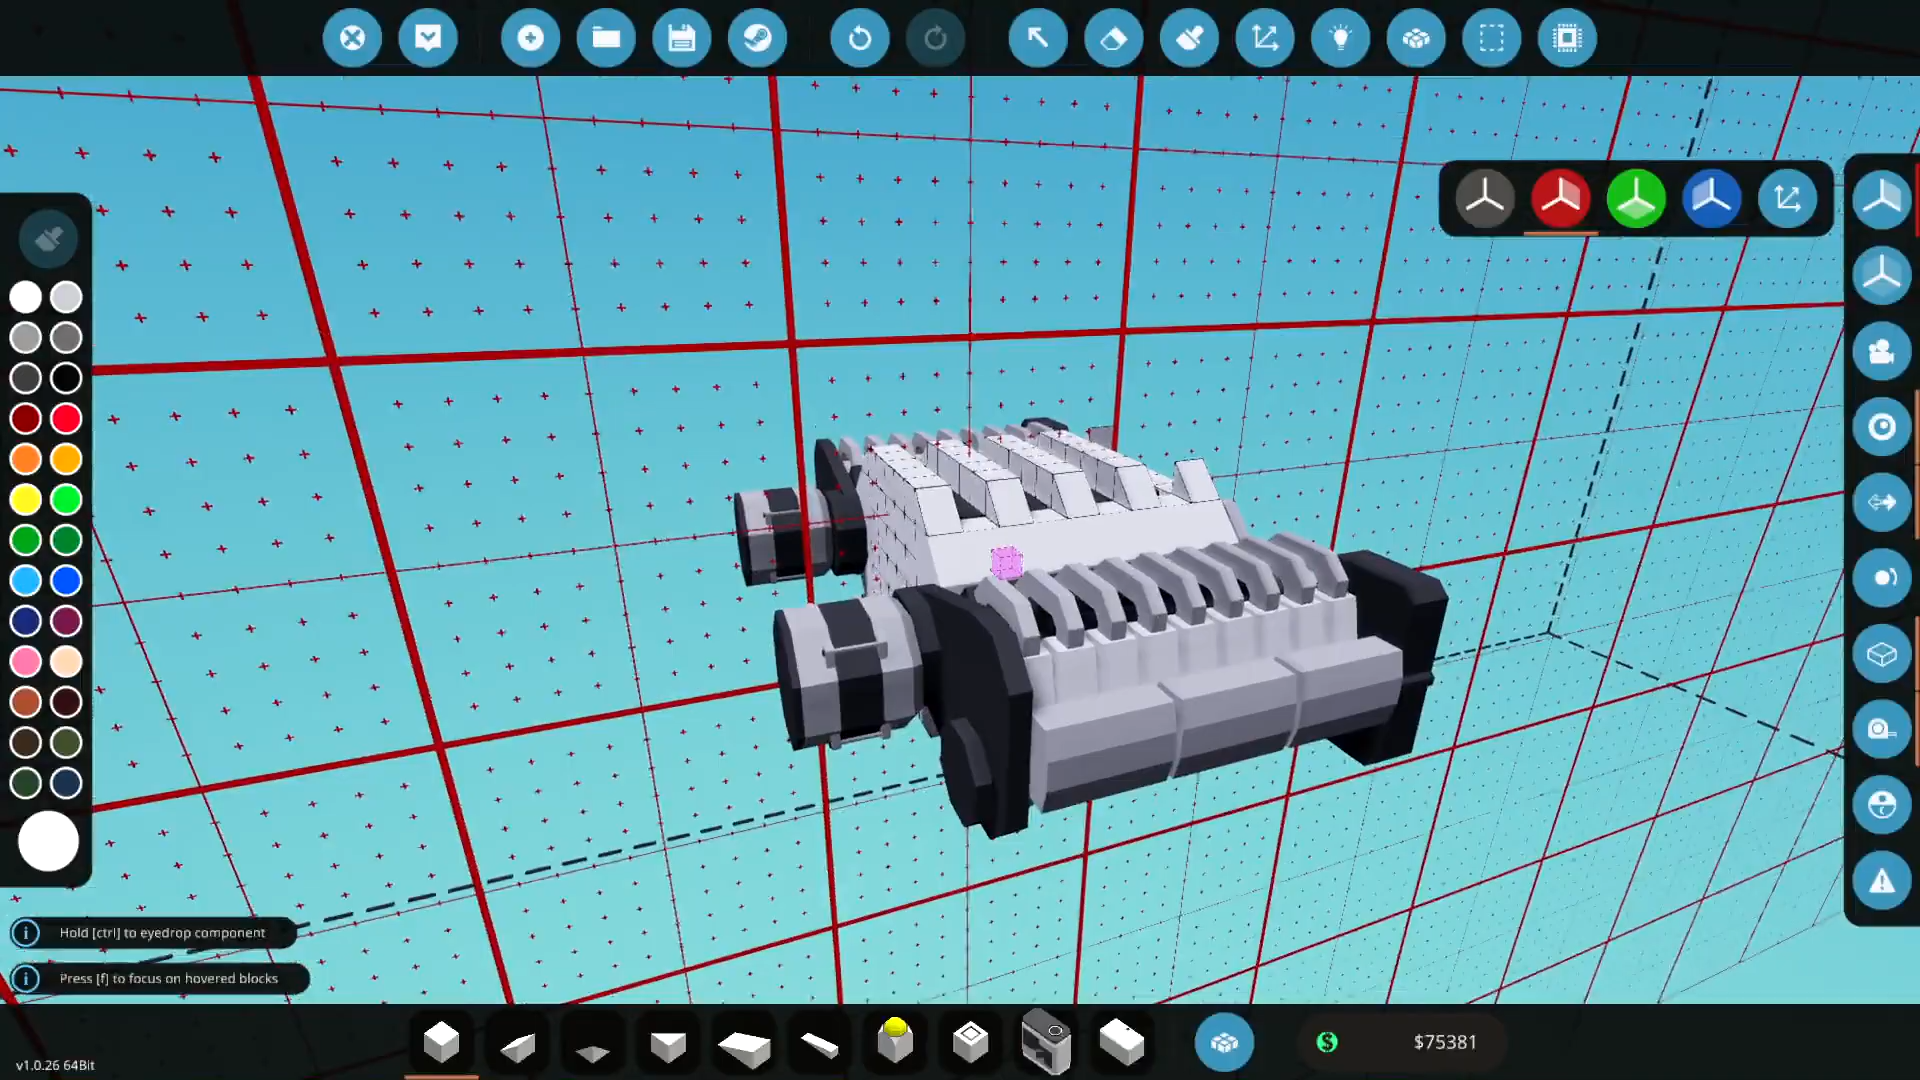 Hold [ctrl] to eyedrop component
Press [f] to focus on hovered blocks
$75381
v1.0.26 64Bit